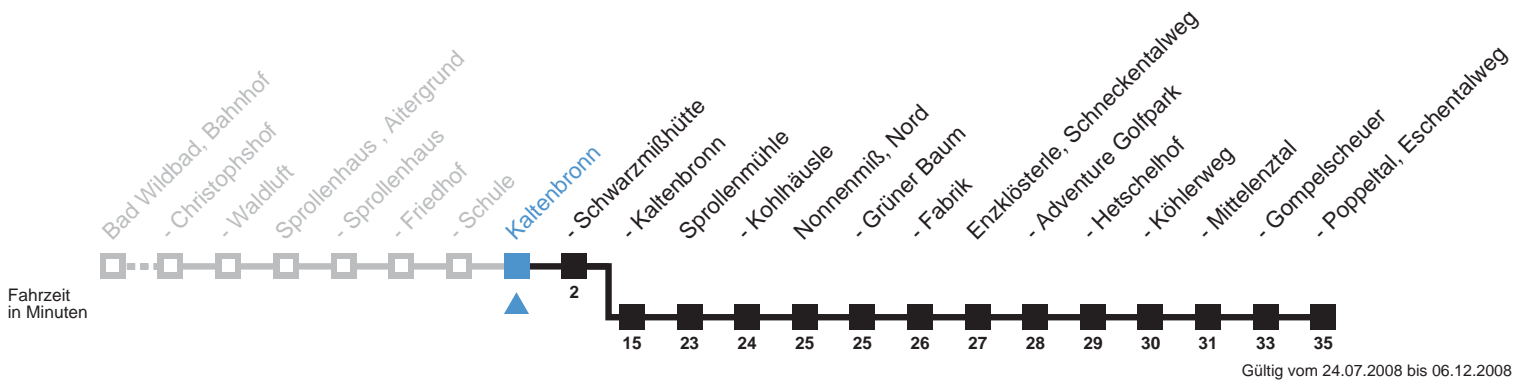 Bad Wildbad, Bahnhof
- Christophshof
- Waldluft
Sprollenhaus , Aitergrund
- Sprollenhaus
- Friedhof
- Schule
Kaltenbronn
- Schwarzmißhütte
- Kaltenbronn
Sprollenmühle
- Kohlhäusle
Nonnenmiß, Nord
- Grüner Baum
- Fabrik
Enzklösterle, Schneckentalweg
- Adventure Golfpark
- Hetschelhof
- Köhlerweg
- Mittelenztal
- Gompelscheuer
- Poppeltal, Eschentalweg
Fahrzeit
in Minuten
2
15 23 24 25 25 26 27 28 29 30 31 33 35
Gültig vom 24.07.2008 bis 06.12.2008